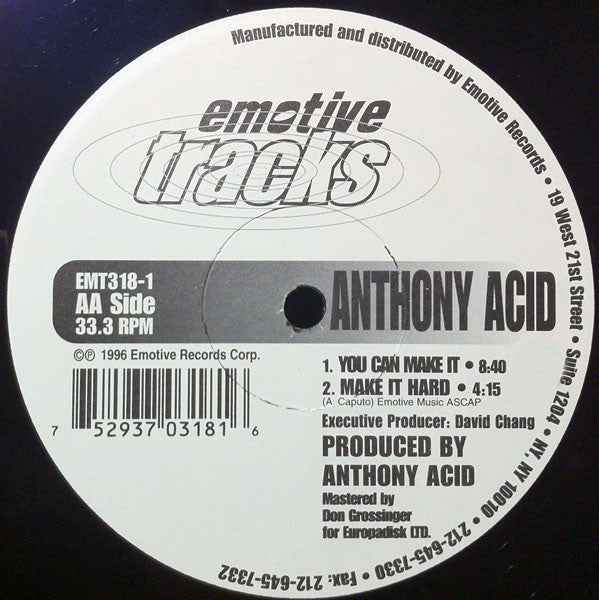 Manufactured and distributed by Emotive Records • 19 West 21st Street • Suite 1204 • NY, NY 10010 • 212-645-7330 • Fax: 212-645-7332
emotive
tracks
EMT318-1
AA Side
33.3 RPM
ANTHONY ACID
©℗ 1996 Emotive Records Corp.
7 52937 03181 6
1. YOU CAN MAKE IT • 8:40
2. MAKE IT HARD • 4:15
(A Caputo) Emotive Music ASCAP
Executive Producer: David Chang
PRODUCED BY
ANTHONY ACID
Mastered by
Don Grossinger
for Europadisk LTD.